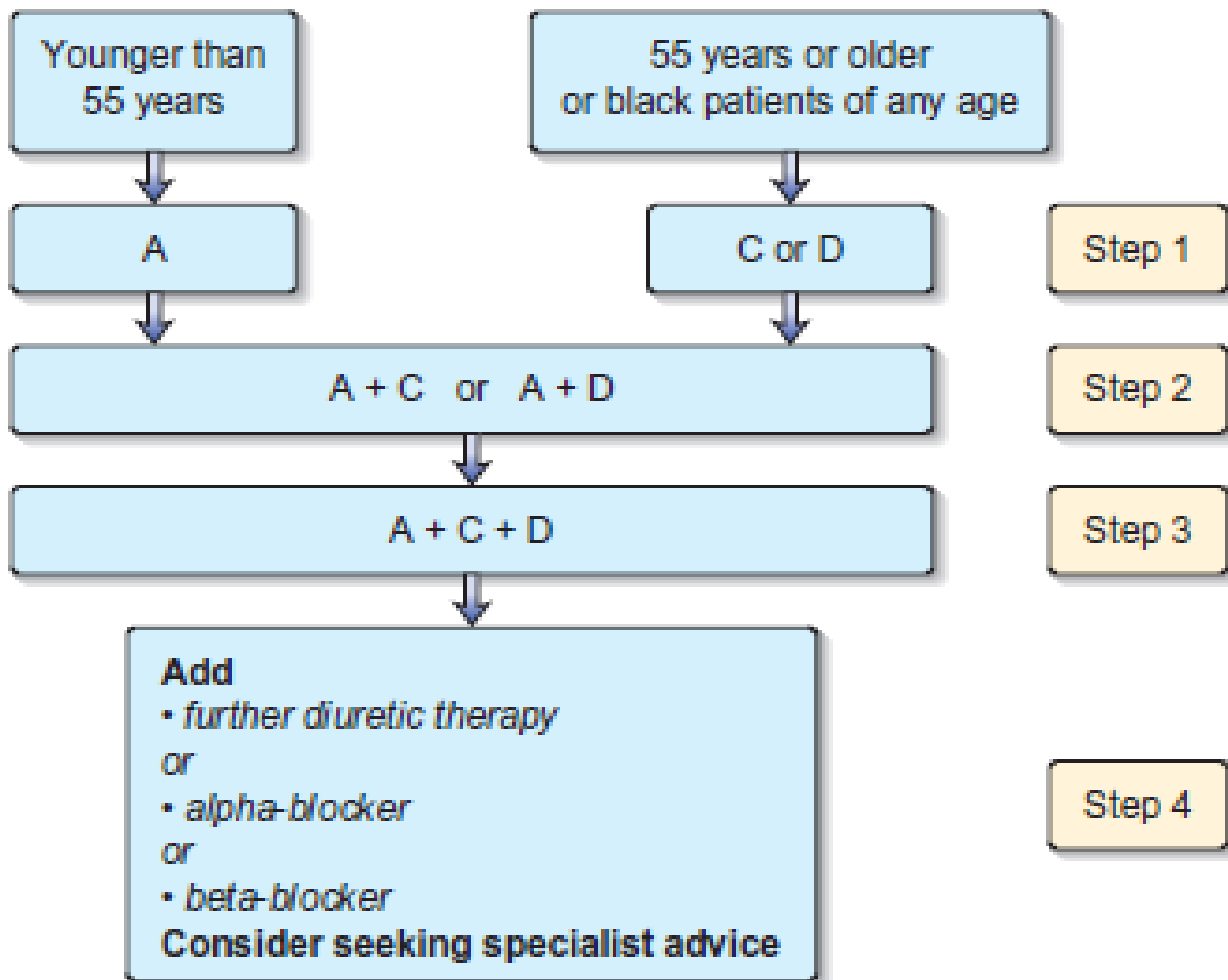 Younger than
55 years
55 years or older
or black patients of any age
A
C or D
Step 1
A + C or A + D
Step 2
A + C + D
Step 3
Add
• further diuretic therapy
or
• alpha-blocker
or
• beta-blocker
Consider seeking specialist advice
Step 4